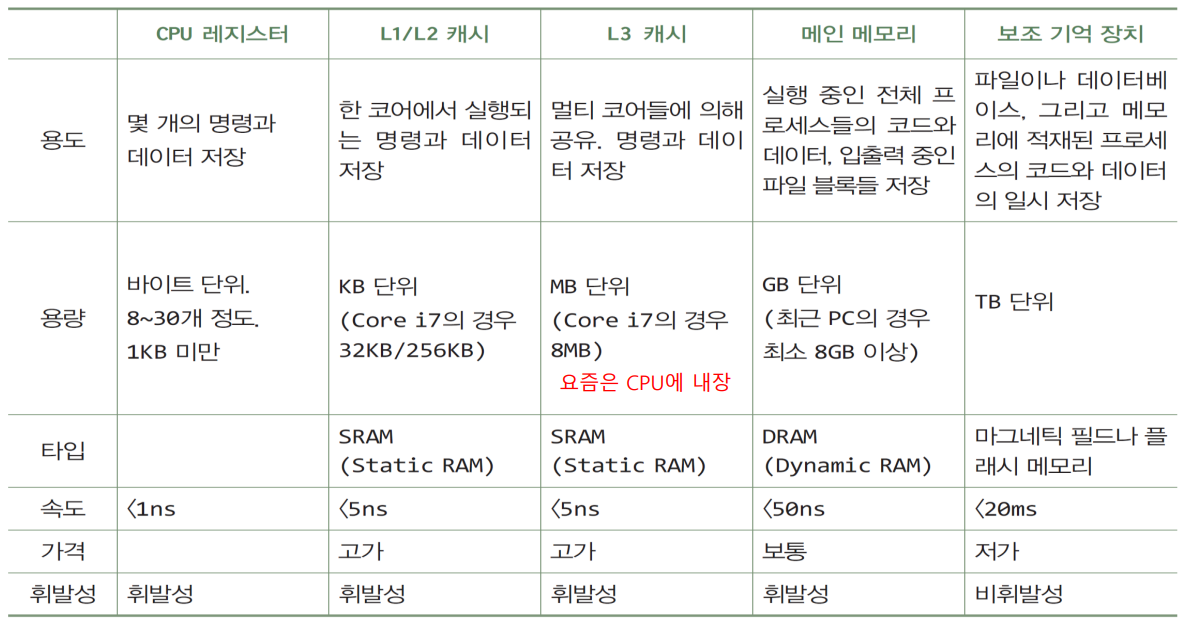 CPU 레지스터
L1/L2 캐시
L3 캐시
메인 메모리
보조 기억 장치
용도
몇 개의 명령과
데이터 저장
한 코어에서 실행되
는 명령과 데이터
저장
멀티 코어들에 의해
공유. 명령과 데이
터 저장
실행 중인 전체 프
로세스들의 코드와
데이터, 입출력 중인
파일 블록들 저장
파일이나 데이터베
이스, 그리고 메모
리에 적재된 프로세
스의 코드와 데이터
의 일시 저장
용량
바이트 단위.
8~30개 정도.
1KB 미만
KB 단위
(Core i7의 경우
32KB/256KB)
MB 단위
(Core i7의 경우
8MB)
요즘은 CPU에 내장
GB 단위
(최근 PC의 경우
최소 8GB 이상)
TB 단위
타입
SRAM
(Static RAM)
SRAM
(Static RAM)
DRAM
(Dynamic RAM)
마그네틱 필드나 플
래시 메모리
속도
<1ns
<5ns
<5ns
<50ns
<20ms
가격
고가
고가
보통
저가
휘발성
휘발성
휘발성
휘발성
휘발성
비휘발성